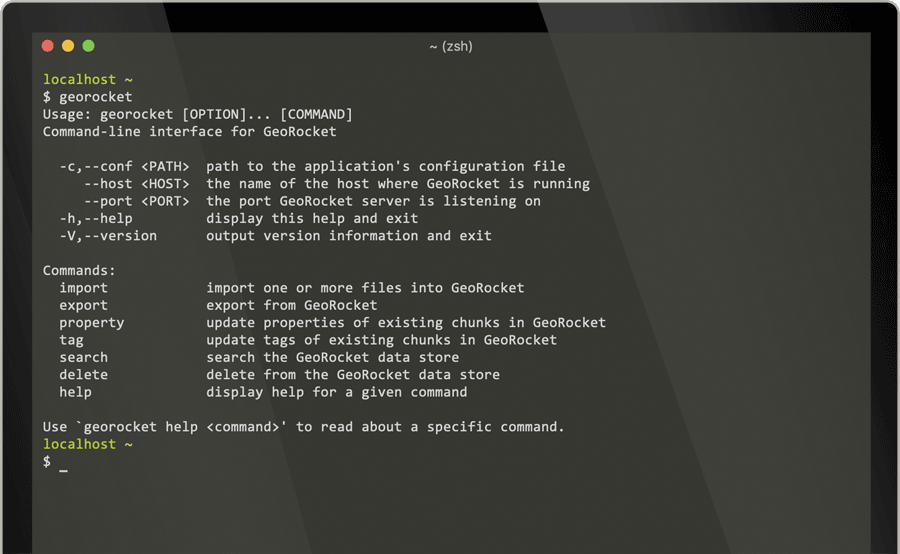 ~ (zsh)
localhost ~
$ georocket
Usage: georocket [OPTION]... [COMMAND]
Command-line interface for GeoRocket
-c,--conf <PATH> path to the application's configuration file
--host <HOST> the name of the host where GeoRocket is running
--port <PORT> the port GeoRocket server is listening on
-h,--help display this help and exit
-V,--version output version information and exit
Commands:
import import one or more files into GeoRocket
export export from GeoRocket
property update properties of existing chunks in GeoRocket
tag update tags of existing chunks in GeoRocket
search search the GeoRocket data store
delete delete from the GeoRocket data store
help display help for a given command
Use `georocket help <command>' to read about a specific command.
localhost ~
$ _